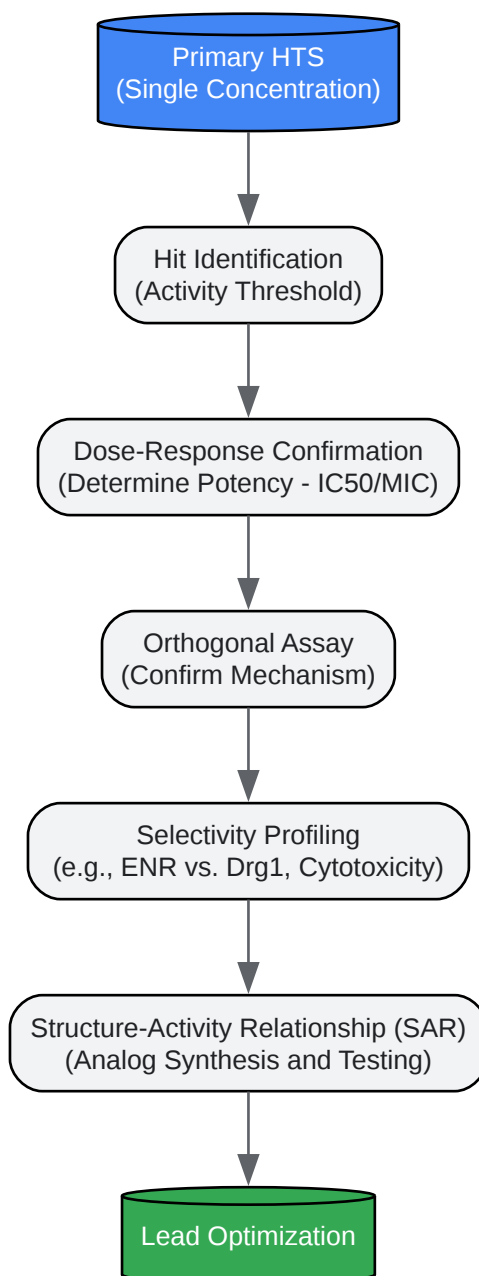 Primary HTS
(Single Concentration)
Hit Identification
(Activity Threshold)
Dose-Response Confirmation
(Determine Potency - IC50/MIC)
Orthogonal Assay
(Confirm Mechanism)
Selectivity Profiling
(e.g., ENR vs. Drg1, Cytotoxicity)
Structure-Activity Relationship (SAR)
(Analog Synthesis and Testing)
Lead Optimization